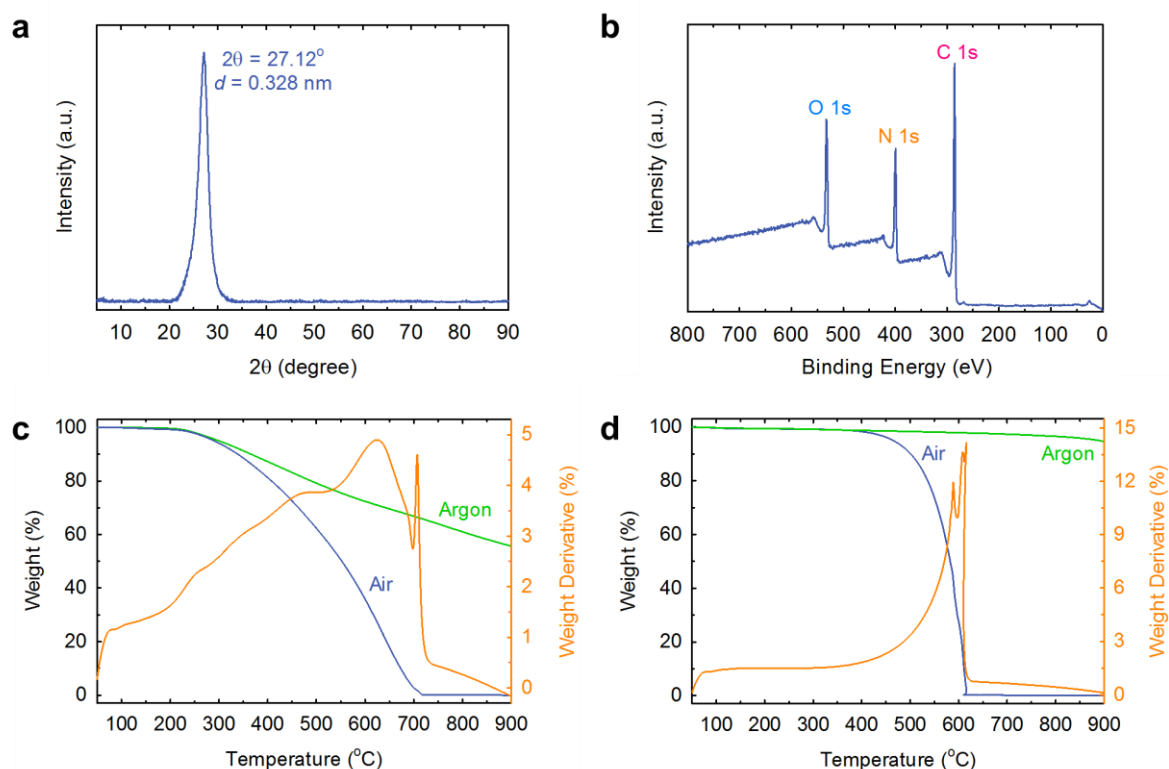 a
2θ = 27.12°
d = 0.328 nm
Intensity (a.u.)
10 20 30 40 50 60 70 80 90
2θ (degree)
b
C 1s
O 1s
N 1s
Intensity (a.u.)
800 700 600 500 400 300 200 100 0
Binding Energy (eV)
c
100
80
60
40
20
0
Weight (%)
Argon
Air
5
4
3
2
1
0
Weight Derivative (%)
100 200 300 400 500 600 700 800 900
Temperature (°C)
d
100
80
60
40
20
0
Weight (%)
Air
Argon
15
12
9
6
3
0
Weight Derivative (%)
100 200 300 400 500 600 700 800 900
Temperature (°C)